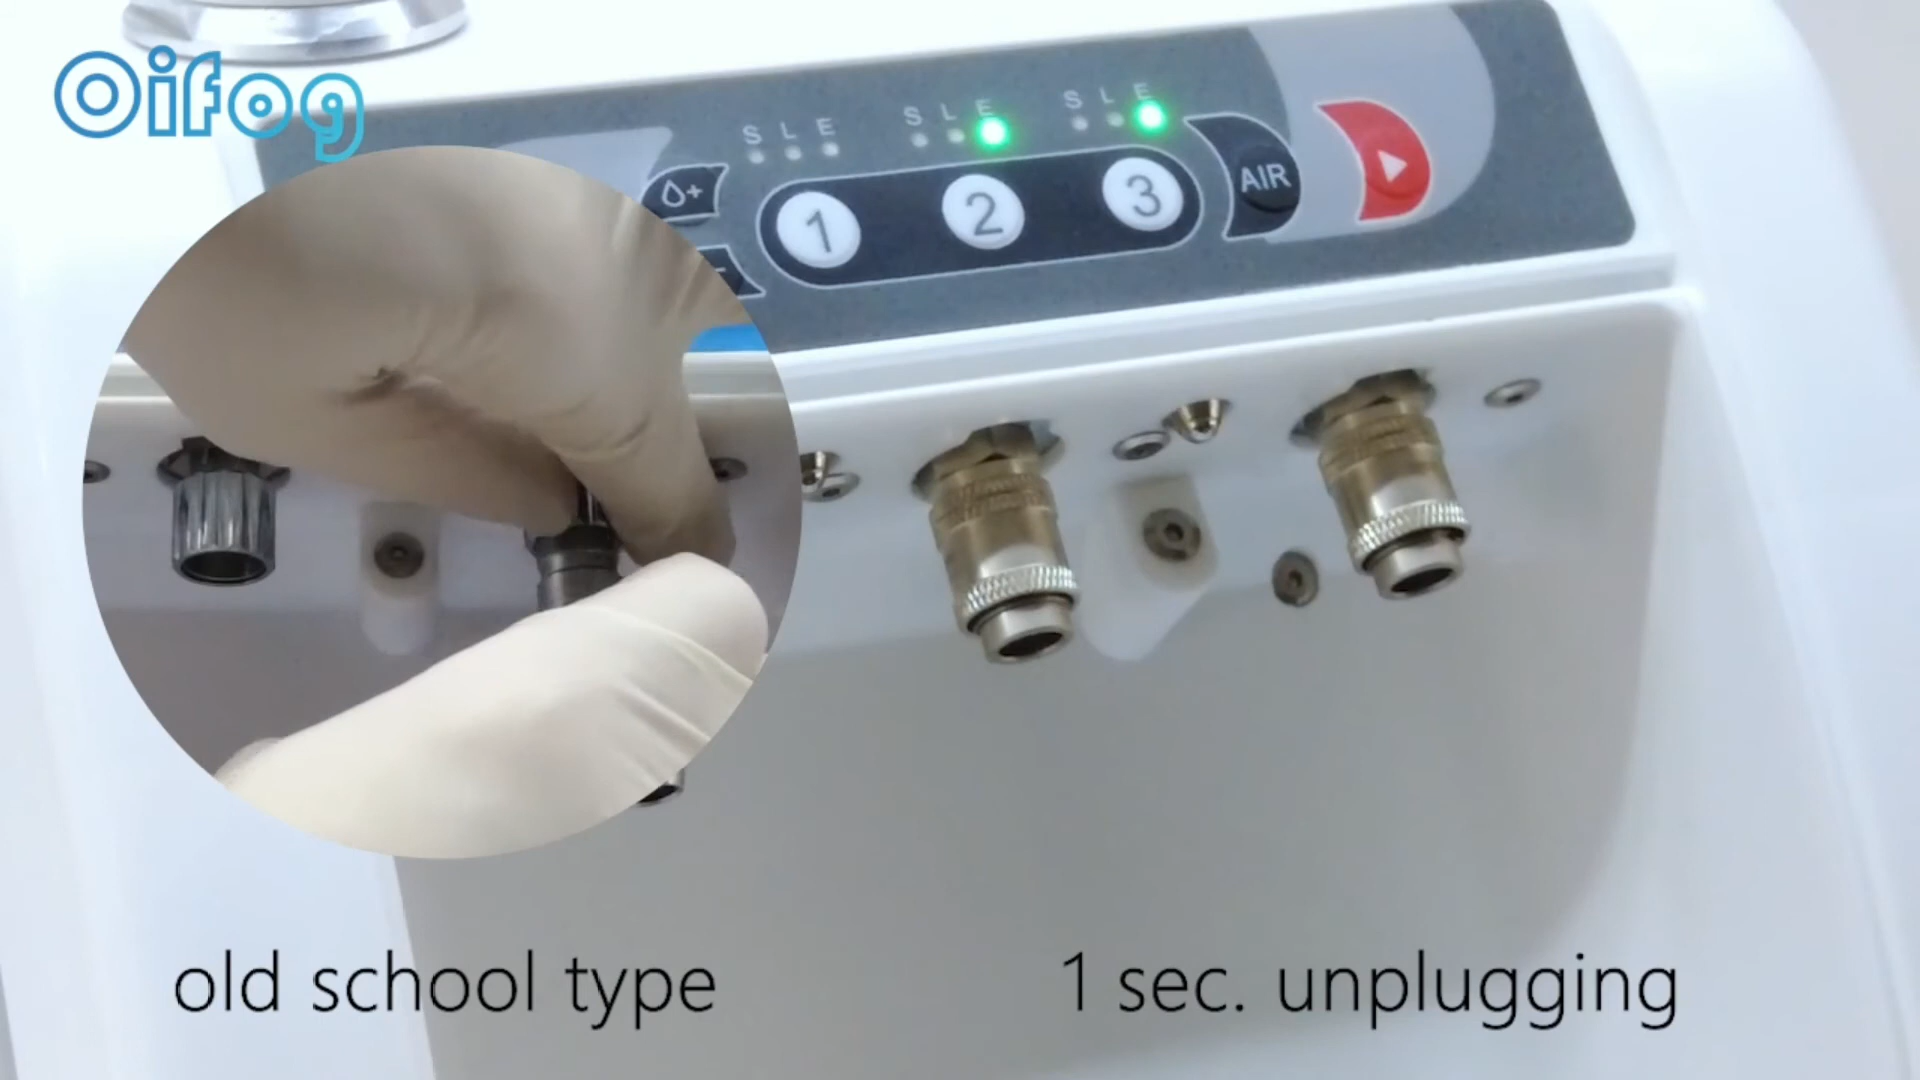 Oifog
S L E
S L E
S L E
+
1
2
3
AIR
old school type
1 sec. unplugging